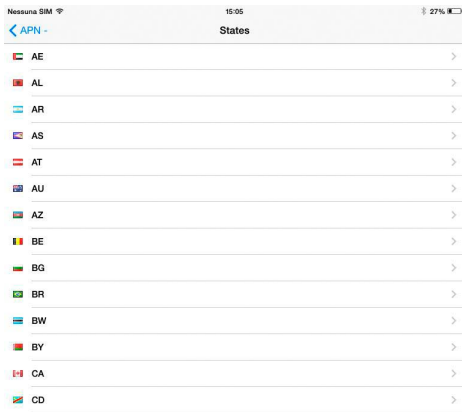 Nessuna SIM 15:05 27%
APN - States
AE
AL
AR
AS
AT
AU
AZ
BE
BG
BR
BW
BY
CA
CD